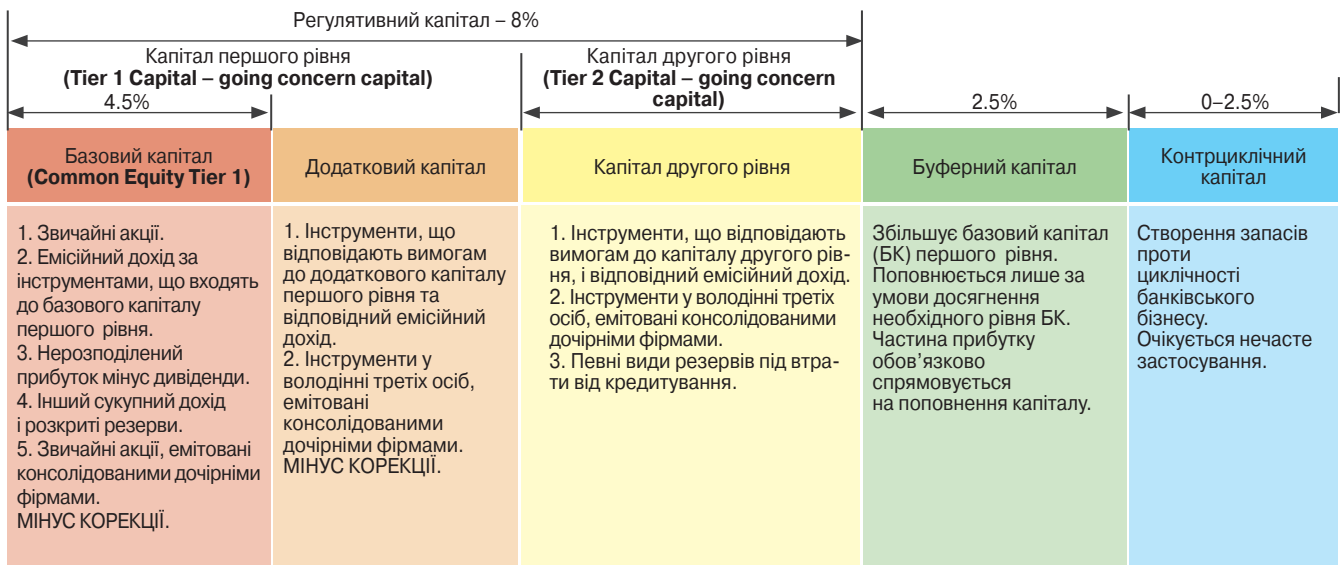 Регулятивний капітал – 8%
Капітал першого рівня
(Tier 1 Capital – going concern capital)
Капітал другого рівня
(Tier 2 Capital – going concern
capital)
4.5%
2.5%
0–2.5%
Базовий капітал
(Common Equity Tier 1)
Додатковий капітал
Капітал другого рівня
Буферний капітал
Контрциклічний
капітал
1. Звичайні акції.
2. Емісійний дохід за
інструментами, що входять
до базового капіталу
першого рівня.
3. Нерозподілений
прибуток мінус дивіденди.
4. Інший сукупний дохід
і розкриті резерви.
5. Звичайні акції, емітовані
консолідованими дочірніми
фірмами.
МІНУС КОРЕКЦІЇ.
1. Інструменти, що
відповідають вимогам
до додаткового капіталу
першого рівня та
відповідний емісійний
дохід.
2. Інструменти у
володінні третіх осіб,
емітовані
консолідованими
дочірніми фірмами.
МІНУС КОРЕКЦІЇ.
1. Інструменти, що відповідають
вимогам до капіталу другого рів-
ня, і відповідний емісійний дохід.
2. Інструменти у володінні третіх
осіб, емітовані консолідованими
дочірніми фірмами.
3. Певні види резервів під втра-
ти від кредитування.
Збільшує базовий капітал
(БК) першого рівня.
Поповнюється лише за
умови досягнення
необхідного рівня БК.
Частина прибутку
обов’язково
спрямовується
на поповнення капіталу.
Створення запасів
проти
циклічності
банківського
бізнесу.
Очікується нечасте
застосування.